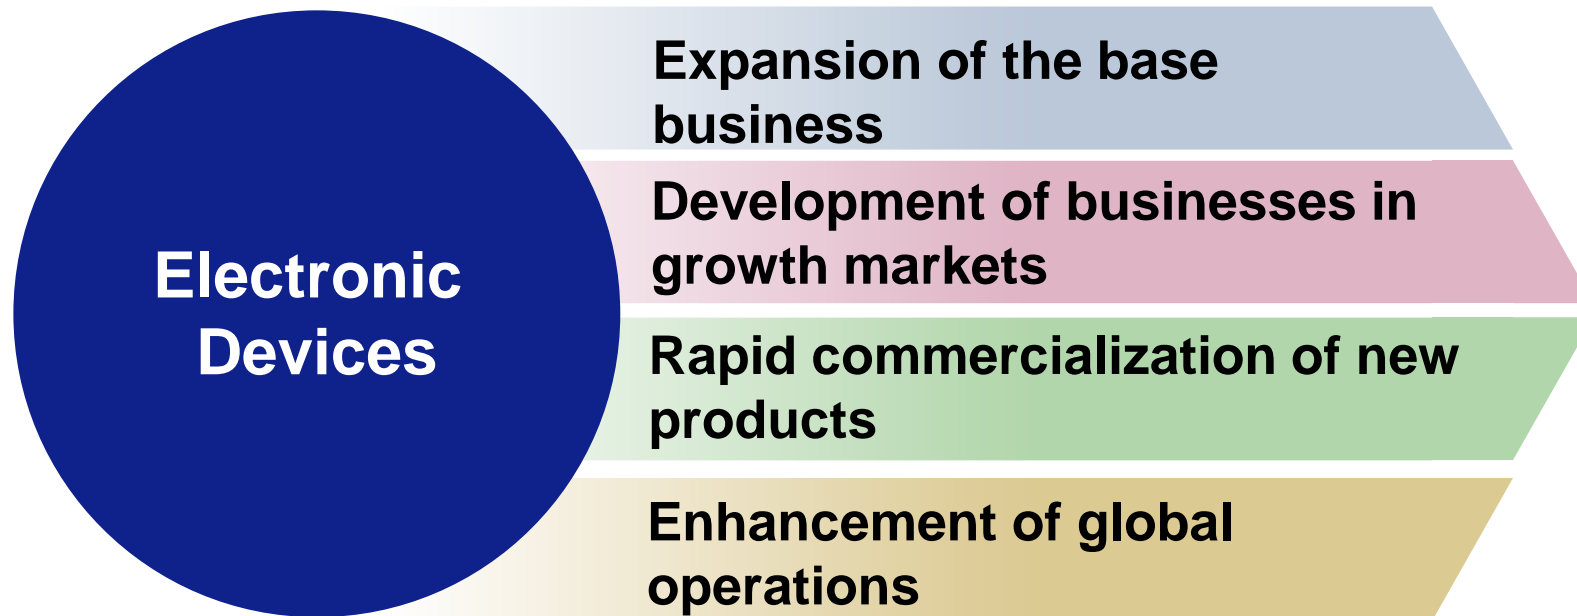 Electronic
Devices
Expansion of the base
business
Development of businesses in
growth markets
Rapid commercialization of new
products
Enhancement of global
operations